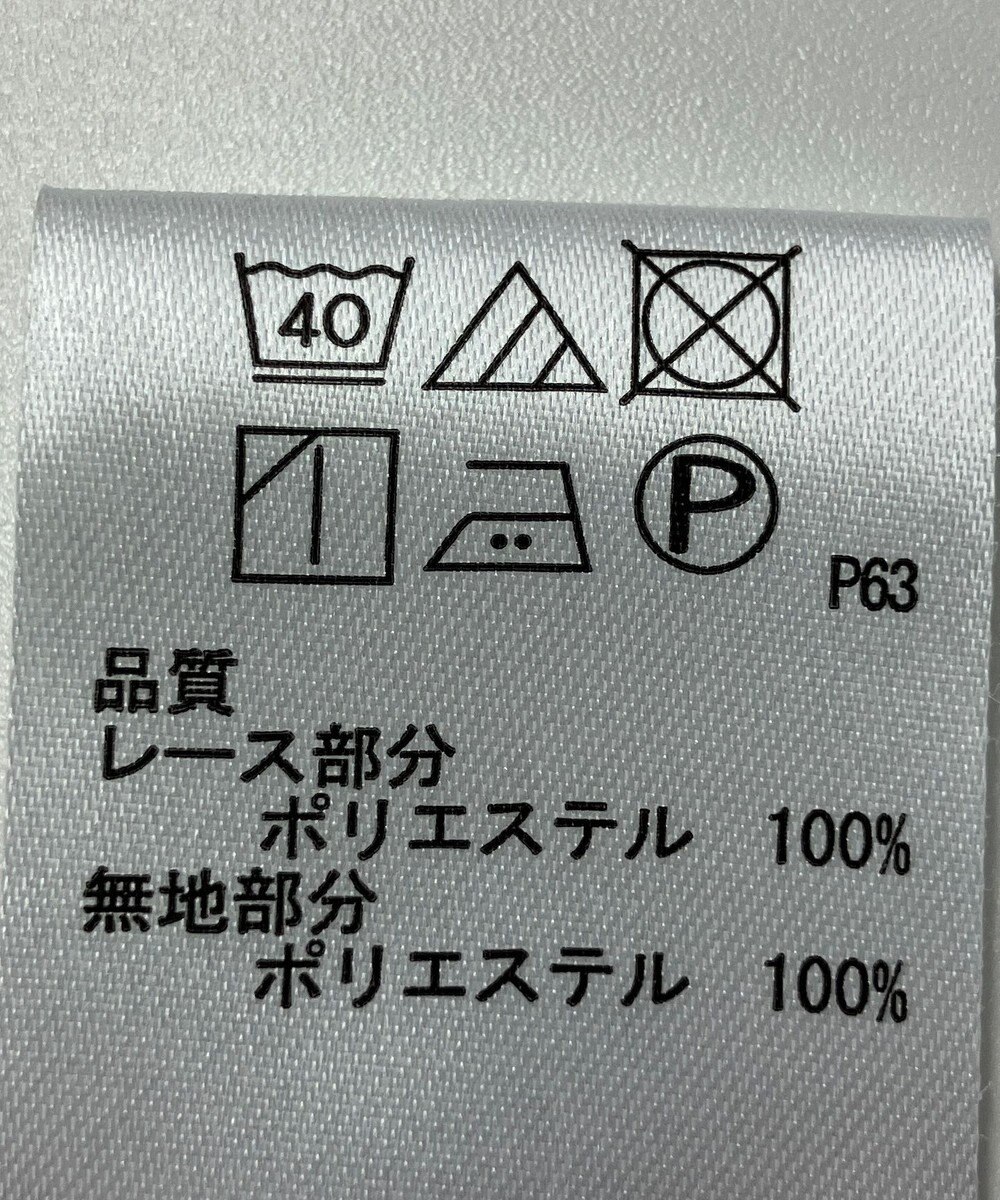 40
P
P63
品質
レース部分
ポリエステル 100%
無地部分
ポリエステル 100%